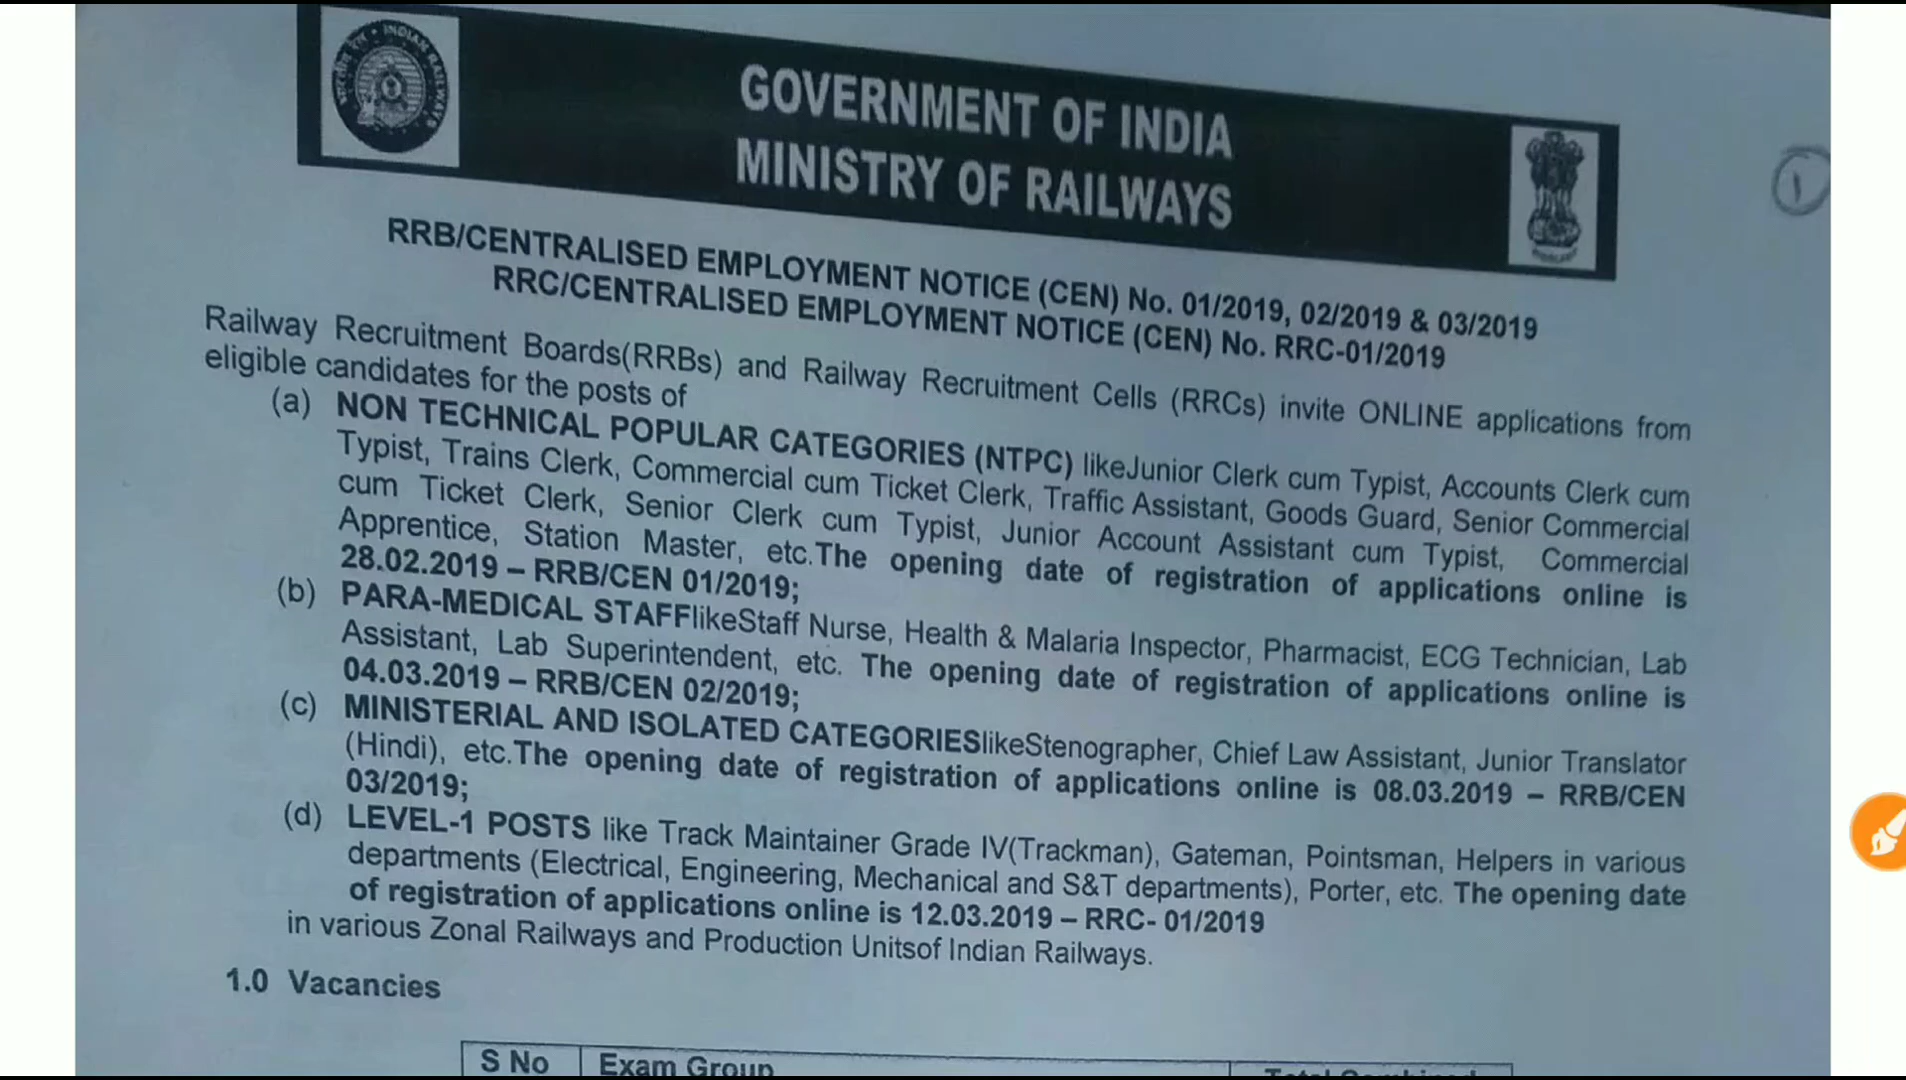 INDIAN RAILWAYS
GOVERNMENT OF INDIA
MINISTRY OF RAILWAYS
1
RRB/CENTRALISED EMPLOYMENT NOTICE (CEN) No. 01/2019, 02/2019 & 03/2019
RRC/CENTRALISED EMPLOYMENT NOTICE (CEN) No. RRC-01/2019
Railway Recruitment Boards(RRBs) and Railway Recruitment Cells (RRCs) invite ONLINE applications from
eligible candidates for the posts of
(a) NON TECHNICAL POPULAR CATEGORIES (NTPC) likeJunior Clerk cum Typist, Accounts Clerk cum
Typist, Trains Clerk, Commercial cum Ticket Clerk, Traffic Assistant, Goods Guard, Senior Commercial
cum Ticket Clerk, Senior Clerk cum Typist, Junior Account Assistant cum Typist, Commercial
Apprentice, Station Master, etc.The opening date of registration of applications online is
28.02.2019 – RRB/CEN 01/2019;
(b) PARA-MEDICAL STAFFlikeStaff Nurse, Health & Malaria Inspector, Pharmacist, ECG Technician, Lab
Assistant, Lab Superintendent, etc. The opening date of registration of applications online is
04.03.2019 – RRB/CEN 02/2019;
(c) MINISTERIAL AND ISOLATED CATEGORIESlikeStenographer, Chief Law Assistant, Junior Translator
(Hindi), etc.The opening date of registration of applications online is 08.03.2019 – RRB/CEN
03/2019;
(d) LEVEL-1 POSTS like Track Maintainer Grade IV(Trackman), Gateman, Pointsman, Helpers in various
departments (Electrical, Engineering, Mechanical and S&T departments), Porter, etc. The opening date
of registration of applications online is 12.03.2019 – RRC- 01/2019
in various Zonal Railways and Production Unitsof Indian Railways.
1.0 Vacancies
S No Exam Group Total Combined